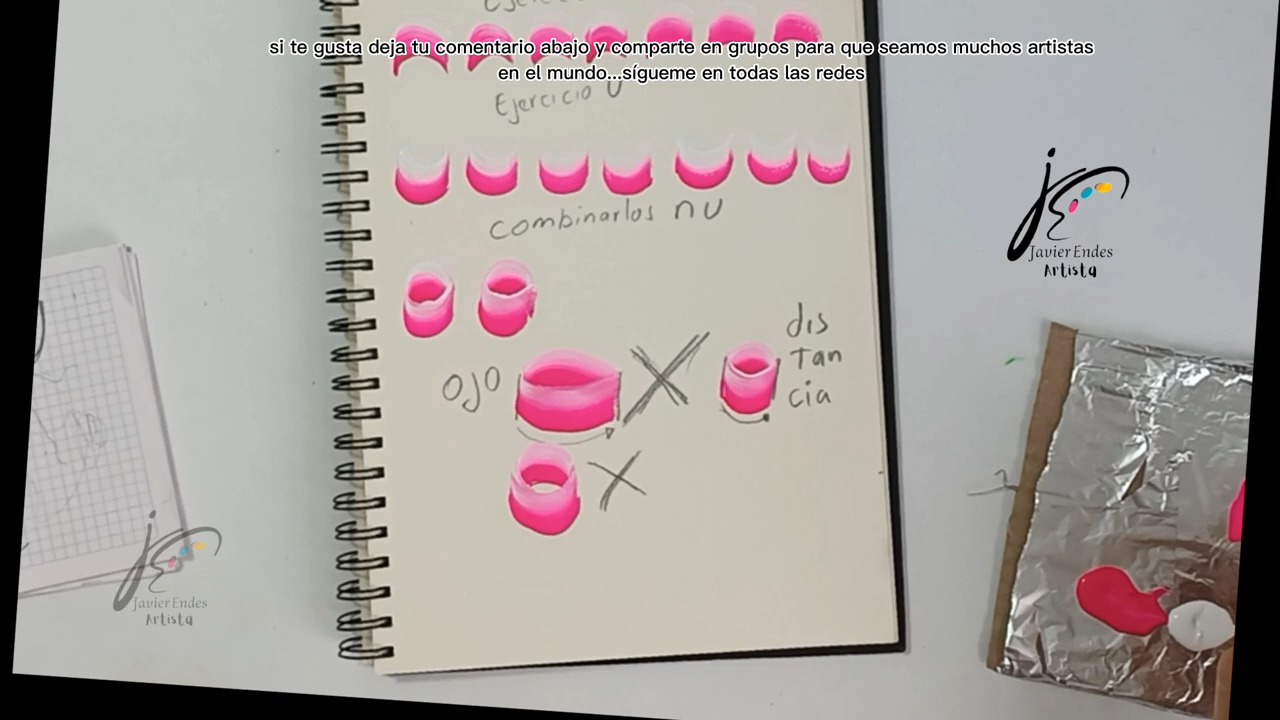 si te gusta deja tu comentario abajo y comparte en grupos para que seamos muchos artistas
en el mundo...sígueme en todas las redes
Ejercicio U
combinarlos nU
ojo
dis
Tan
cia
Javier Endes
Artista
Javier Endes
Artista